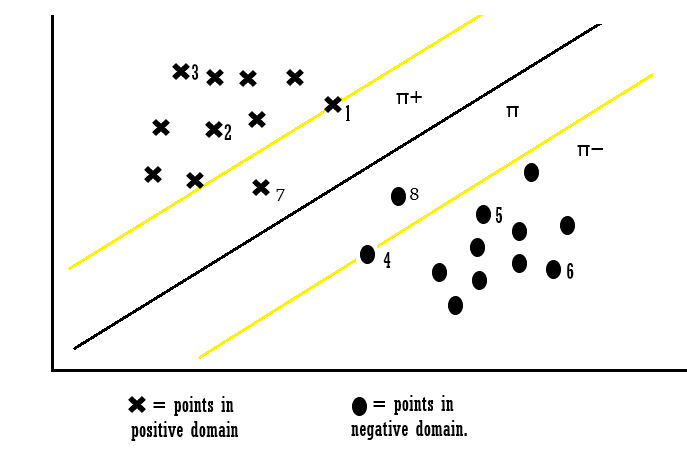 3
1
π+
π
2
π−
7
8
5
4
6
= points in
positive domain
= points in
negative domain.